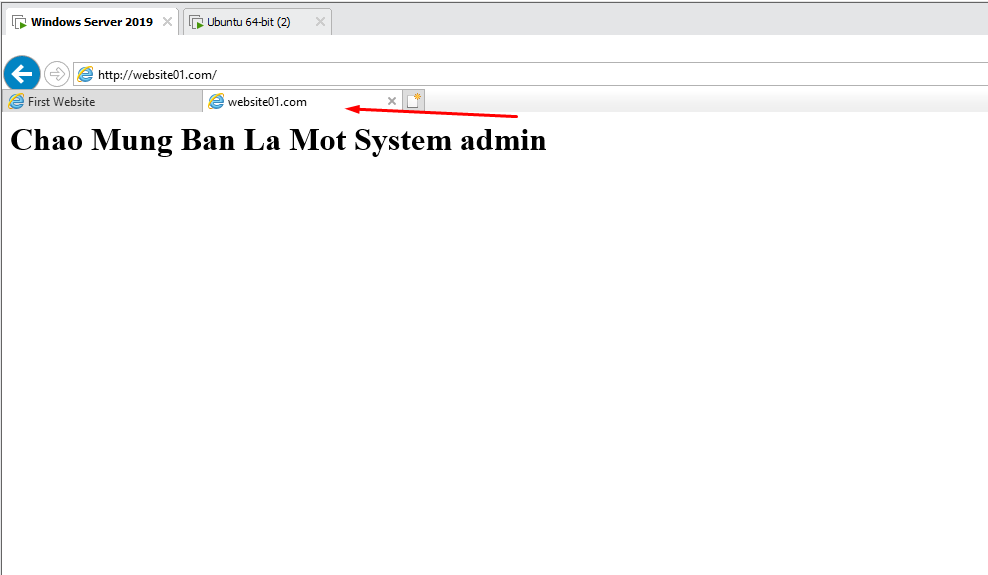 Windows Server 2019 Ubuntu 64-bit (2)
http://website01.com/
First Website website01.com
Chao Mung Ban La Mot System admin